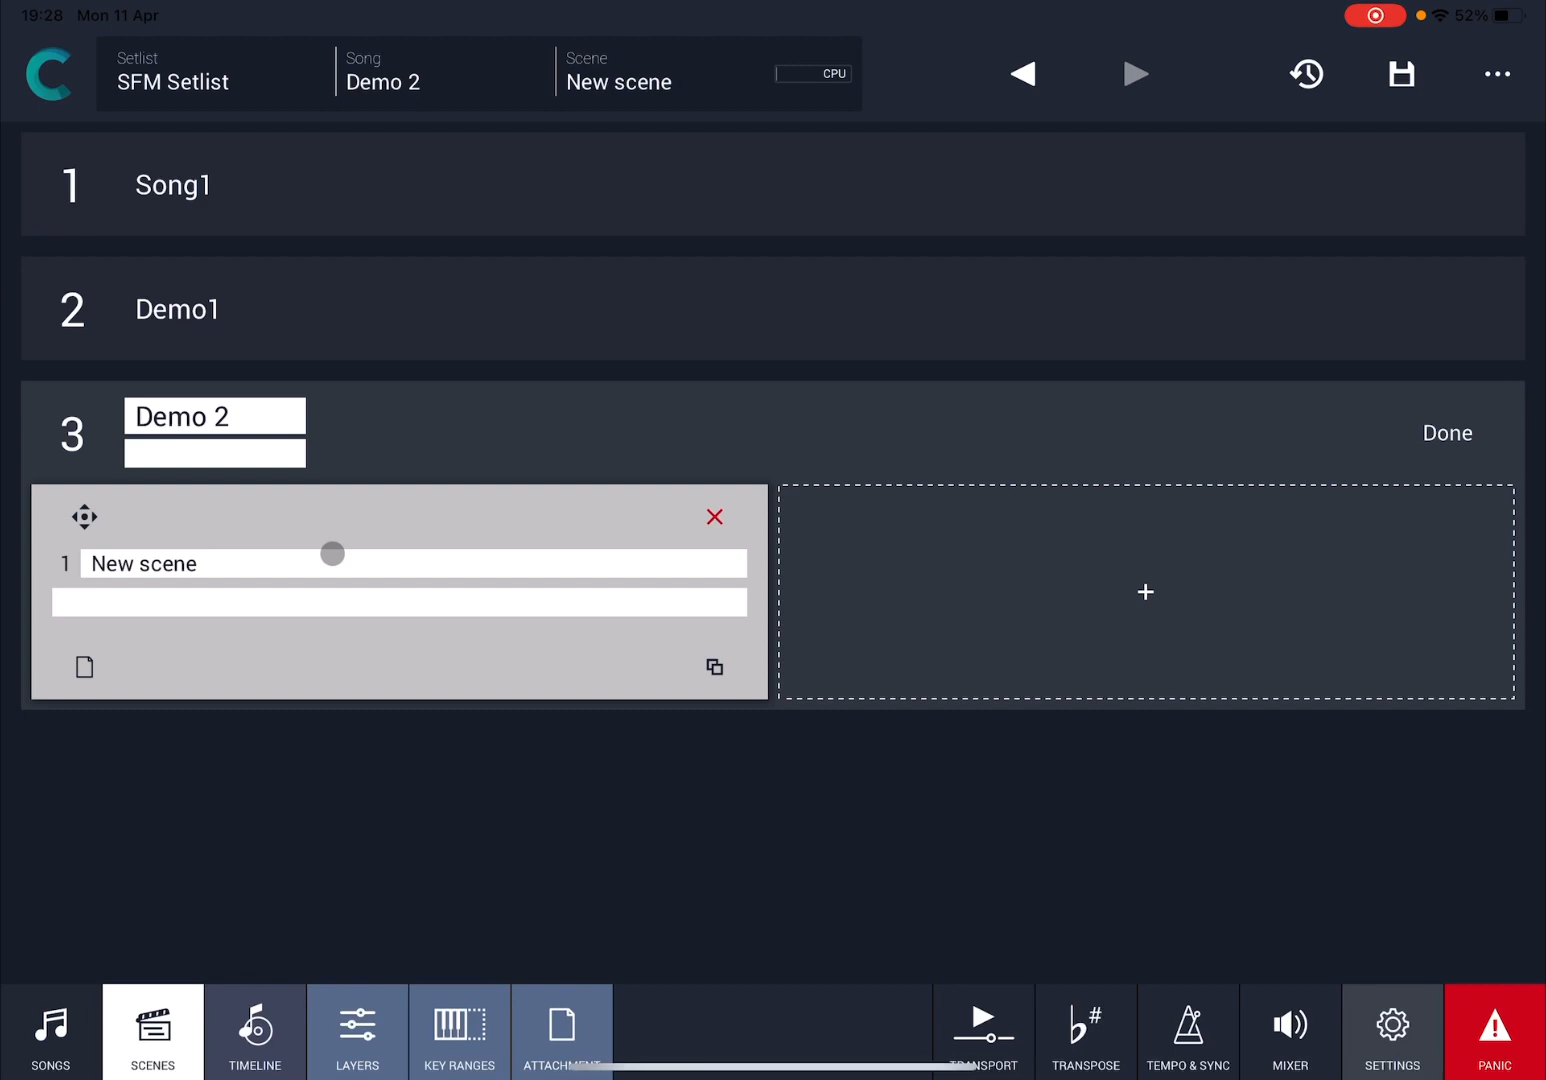 19:28 Mon 11 Apr
52%
Setlist
SFM Setlist
Song
Demo 2
Scene
New scene
CPU
1 Song1
2 Demo1
3 Demo 2
Done
1 New scene
+
SONGS
SCENES
TIMELINE
LAYERS
KEY RANGES
TRANSPOSE
TEMPO & SYNC
MIXER
SETTINGS
PANIC